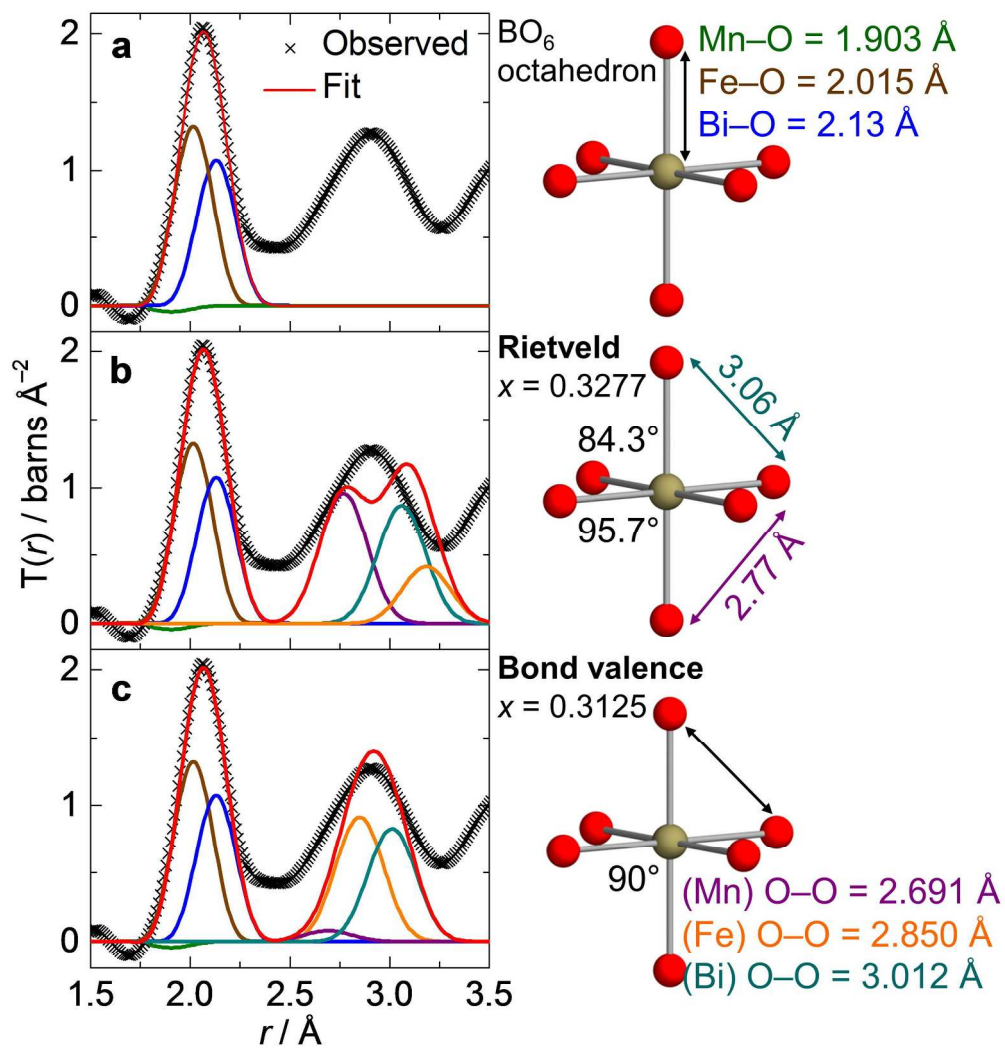 a
× Observed
Fit
BO₆
octahedron
Mn–O = 1.903 Å
Fe–O = 2.015 Å
Bi–O = 2.13 Å
2
1
0
b
Rietveld
x = 0.3277
84.3°
95.7°
3.06 Å
2.77 Å
2
1
0
T(r) / barns Å⁻²
c
Bond valence
x = 0.3125
90°
(Mn) O–O = 2.691 Å
(Fe) O–O = 2.850 Å
(Bi) O–O = 3.012 Å
2
1
0
1.5 2.0 2.5 3.0 3.5
r / Å